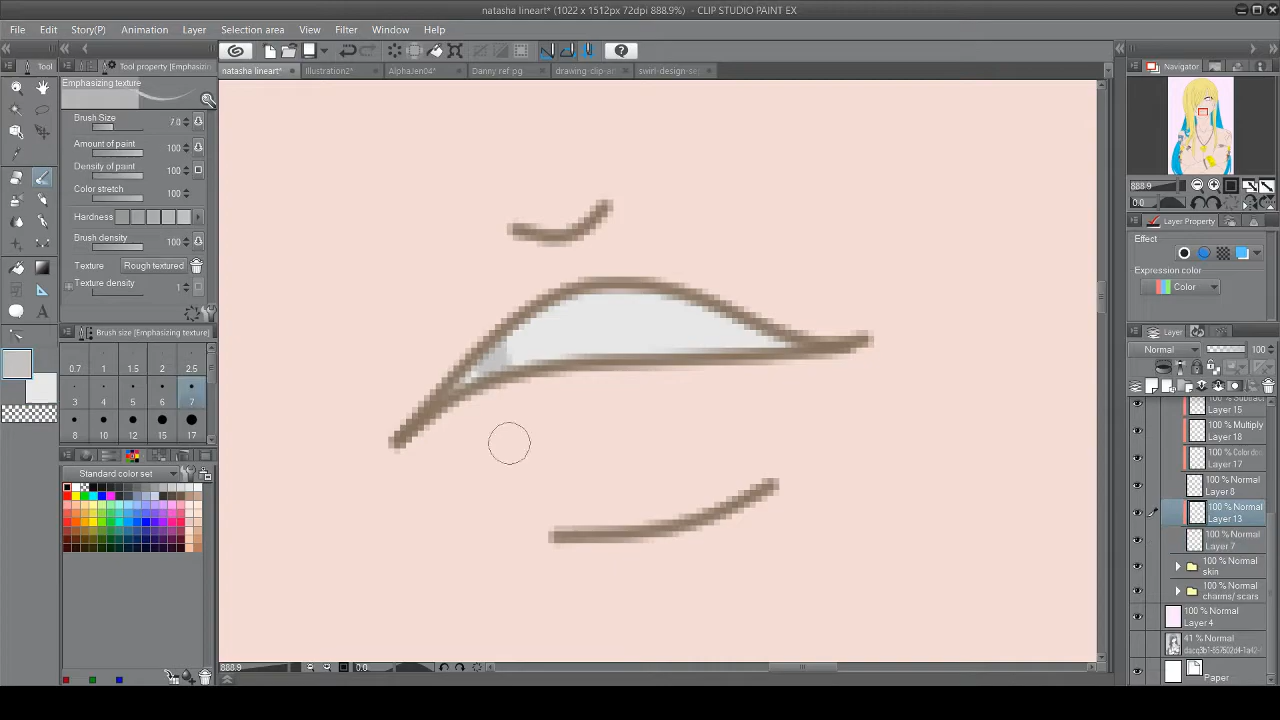 natasha lineart* (1022 x 1512px 72dpi 888.9%) - CLIP STUDIO PAINT EX
File Edit Story(P) Animation Layer Selection area View Filter Window Help
natasha lineart* Illustration2* AlphaJen04* Danny ref pg drawing-clip-ar swirl-design-se
Tool
Tool property [Emphasizin
Emphasizing texture
Brush Size 7.0
Amount of paint 100
Density of paint 100
Color stretch 100
Hardness
Brush density 100
Texture Rough textured
Texture density 1
Brush size [Emphasizing texture]
0.7 1 1.5 2 2.5
3 4 5 6 7
8 10 12 15 17
Standard color set
888.9 0.0
Navigator
888.9
0.0
Layer Property
Effect
Expression color
Color
Layer
Normal 100
100 % Subtract
Layer 15
100 % Multiply
Layer 18
100 % Color do
Layer 17
100 % Normal
Layer 8
100 % Normal
Layer 13
100 % Normal
Layer 7
100 % Normal
skin
100 % Normal
charms/ scars
100 % Normal
Layer 4
41 % Normal
Paper